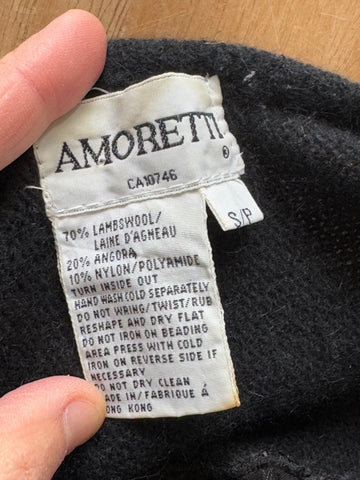 AMORETTI
®
CA10746
S/P
70% LAMBSWOOL/
LAINE D'AGNEAU
20% ANGORA
10% NYLON/POLYAMIDE
TURN INSIDE OUT
HAND WASH COLD SEPARATELY
DO NOT WRING/TWIST/RUB
RESHAPE AND DRY FLAT
DO NOT IRON ON BEADING
AREA PRESS WITH COLD
IRON ON REVERSE SIDE IF
NECESSARY
DO NOT DRY CLEAN
MADE IN/FABRIQUE À
HONG KONG